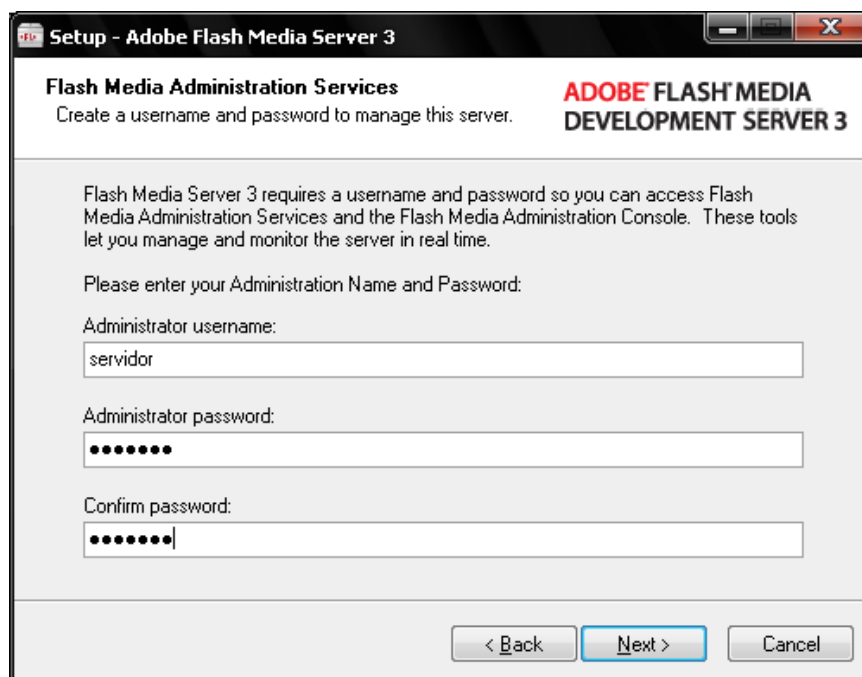 Setup - Adobe Flash Media Server 3
Flash Media Administration Services
Create a username and password to manage this server.
ADOBE® FLASH® MEDIA
DEVELOPMENT SERVER 3
Flash Media Server 3 requires a username and password so you can access Flash
Media Administration Services and the Flash Media Administration Console. These tools
let you manage and monitor the server in real time.
Please enter your Administration Name and Password:
Administrator username:
servidor
Administrator password:
●●●●●●●
Confirm password:
●●●●●●●
< Back
Next >
Cancel